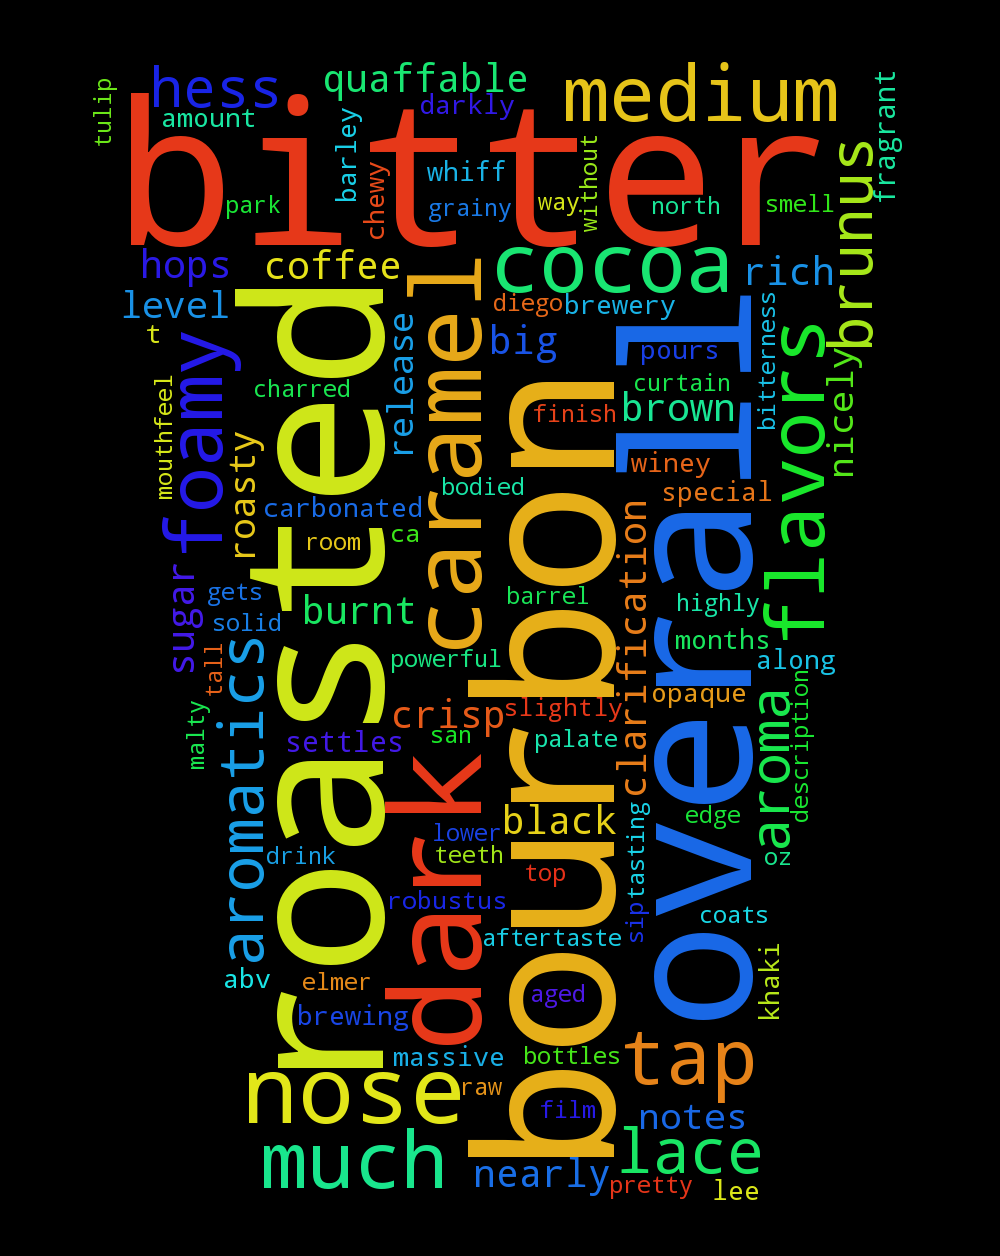 hess
quaffable
medium
tulip
amount
darkly
fragrant
bitter
barley
chewy
whiff
without
brunus
park
grainy
way
north
smell
hops
coffee
cocoa
rich
level
caramel
diego
brewery
bitterness
t
foamy
roasted
release
big
pours
overall
flavors
nicely
mouthfeel
charred
bourbon
curtain
finish
brown
roasty
winey
bodied
special
carbonated
room
ca
clarification
sugar
gets
solid
burnt
barrel
highly
months
tall
aromatics
powerful
along
malty
crisp
slightly
opaque
aroma
description
settles
san
palate
dark
black
edge
lower
teeth
tasting
drink
top
oz
robustus
sip
coats
aftertaste
abv
elmer
aged
khaki
brewing
massive
bottles
tap
nose
raw
film
notes
much
lace
nearly
pretty
lee